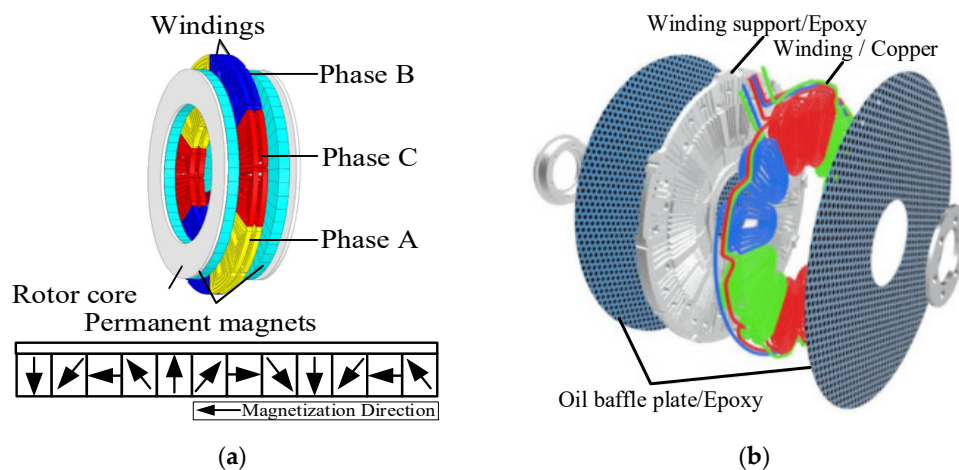 Windings
Phase B
Phase C
Phase A
Rotor core
Permanent magnets
Magnetization Direction
(a)
Winding support/Epoxy
Winding / Copper
Oil baffle plate/Epoxy
(b)